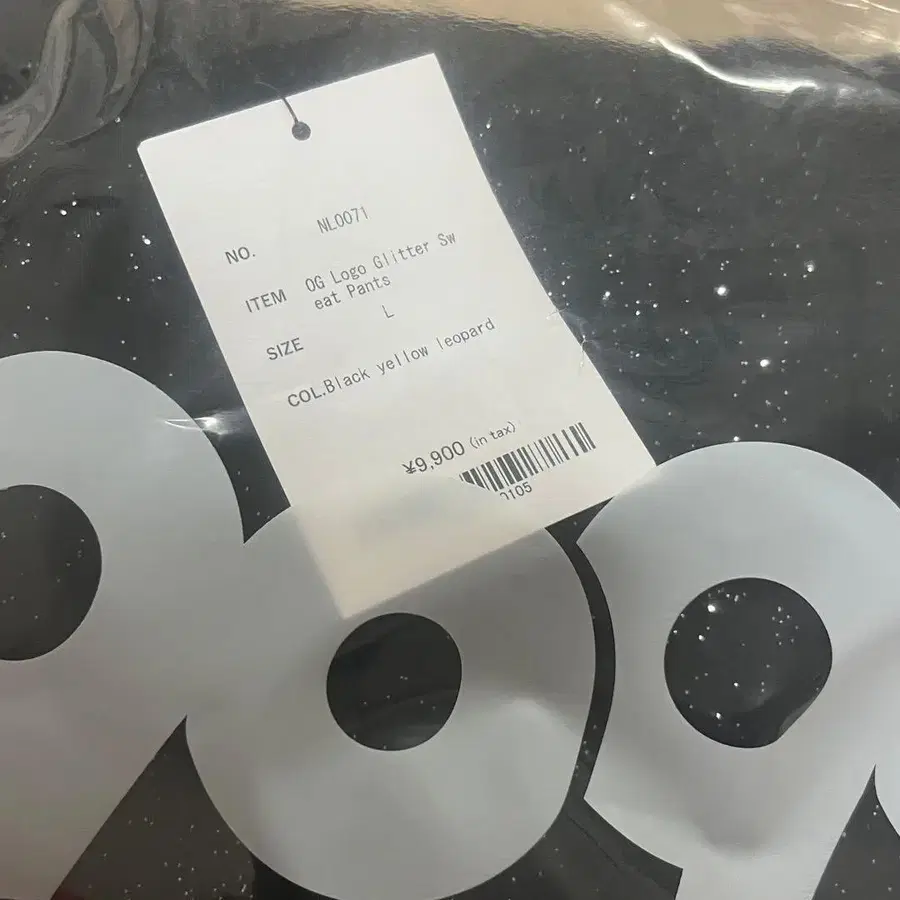 NO. NL0071
ITEM OG Logo Glitter Sw
eat Pants
SIZE L
COL.Black yellow leopard
¥9,900 (in tax)
0105